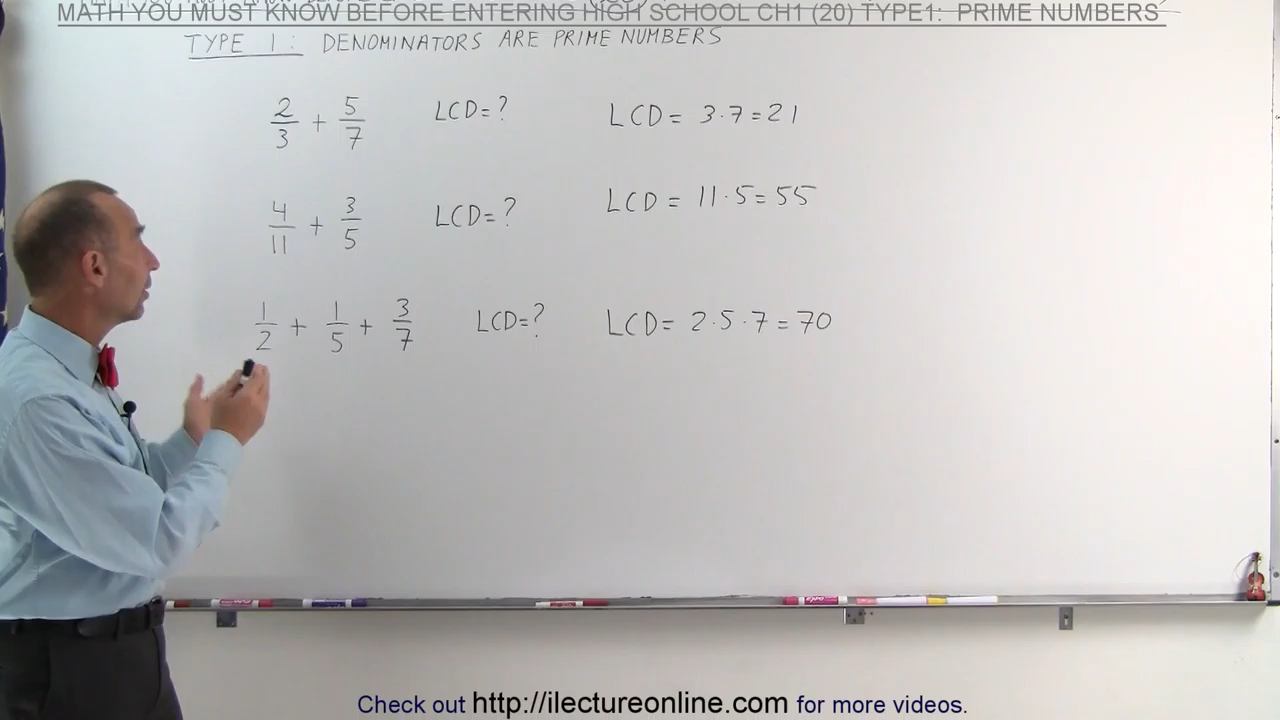 MATH YOU MUST KNOW BEFORE ENTERING HIGH SCHOOL CH1 (20) TYPE1: PRIME NUMBERS
TYPE 1: DENOMINATORS ARE PRIME NUMBERS
2/3 + 5/7 LCD=? LCD= 3·7=21
4/11 + 3/5 LCD=? LCD= 11·5=55
1/2 + 1/5 + 3/7 LCD=? LCD= 2·5·7=70
Check out http://ilectureonline.com for more videos.